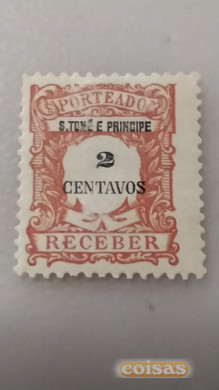 PORTEADO
S. TOMÉ E PRINCIPE
2
CENTAVOS
RECEBER
coisas